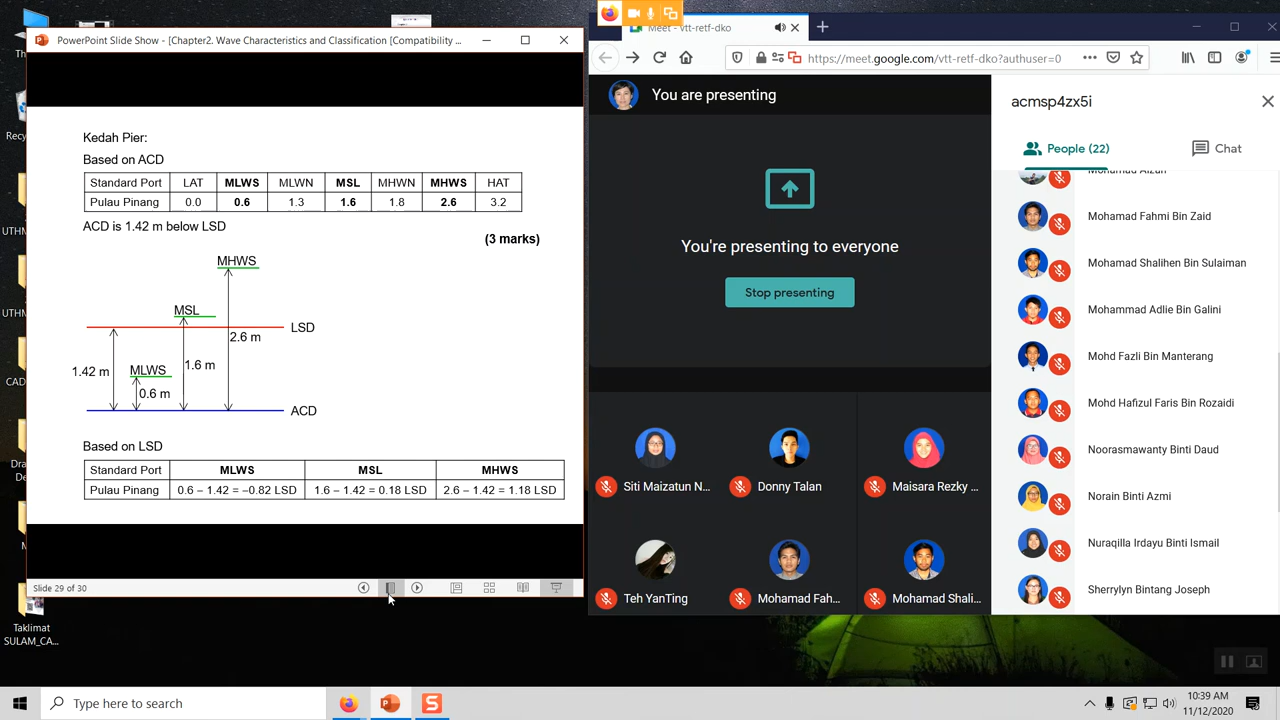 PowerPoint Slide Show - [Chapter2. Wave Characteristics and Classification [Compatibility ...
Kedah Pier:
Based on ACD
Standard Port LAT MLWS MLWN MSL MHWN MHWS HAT
Pulau Pinang 0.0 0.6 1.3 1.6 1.8 2.6 3.2
ACD is 1.42 m below LSD
(3 marks)
MHWS
MSL
LSD
2.6 m
1.42 m
MLWS
1.6 m
0.6 m
ACD
Based on LSD
Standard Port MLWS MSL MHWS
Pulau Pinang 0.6 – 1.42 = –0.82 LSD 1.6 – 1.42 = 0.18 LSD 2.6 – 1.42 = 1.18 LSD
Slide 29 of 30
Meet - vtt-retf-dko
https://meet.google.com/vtt-retf-dko?authuser=0
You are presenting
You're presenting to everyone
Stop presenting
Siti Maizatun N...
Donny Talan
Maisara Rezky ...
Teh YanTing
Mohamad Fah...
Mohamad Shali...
acmsp4zx5i
People (22)
Chat
Mohamad Fahmi Bin Zaid
Mohamad Shalihen Bin Sulaiman
Mohammad Adlie Bin Galini
Mohd Fazli Bin Manterang
Mohd Hafizul Faris Bin Rozaidi
Noorasmawanty Binti Daud
Norain Binti Azmi
Nuraqilla Irdayu Binti Ismail
Sherrylyn Bintang Joseph
Taklimat
SULAM_CA...
Type here to search
10:39 AM
11/12/2020